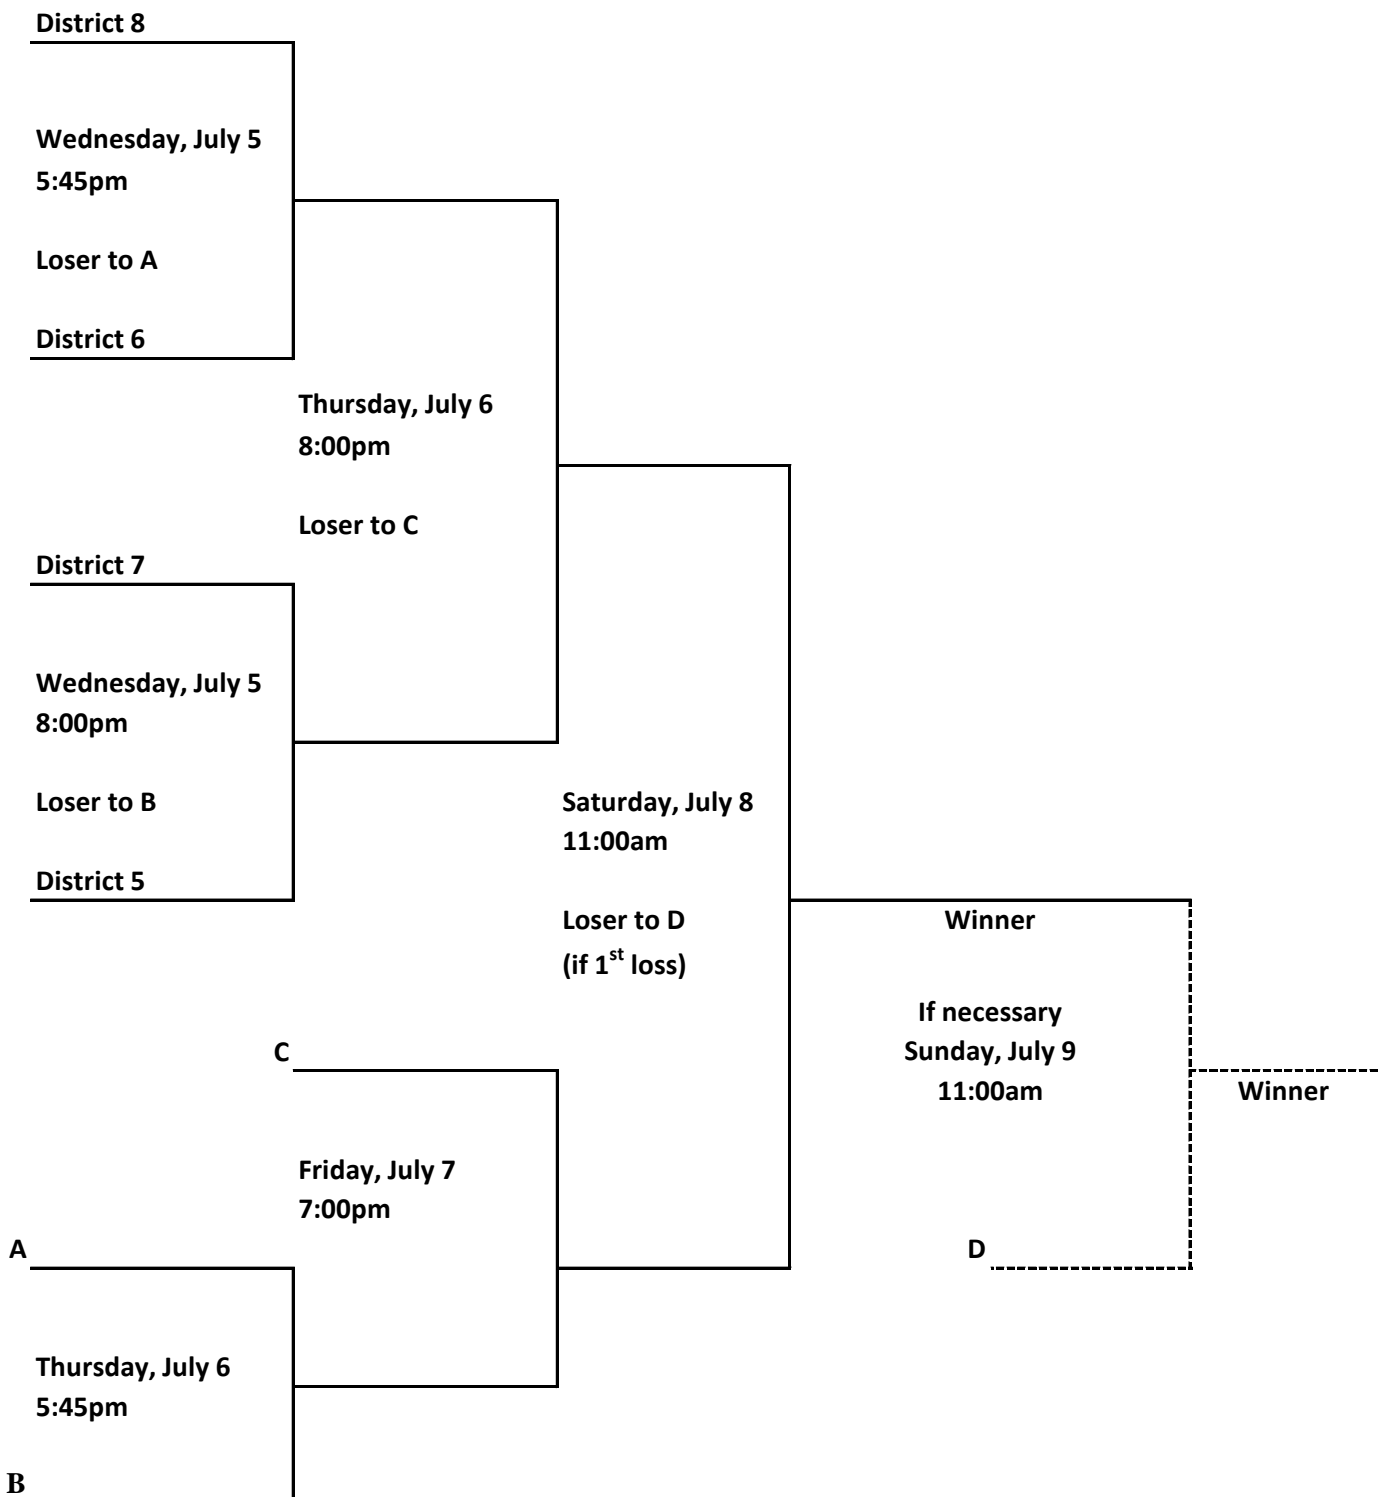 District 8
Wednesday, July 5
5:45pm
Loser to A
District 6
Thursday, July 6
8:00pm
Loser to C
District 7
Wednesday, July 5
8:00pm
Loser to B
District 5
Saturday, July 8
11:00am
Loser to D
(if 1st loss)
Winner
If necessary
Sunday, July 9
11:00am
Winner
C
Friday, July 7
7:00pm
A
D
Thursday, July 6
5:45pm
B